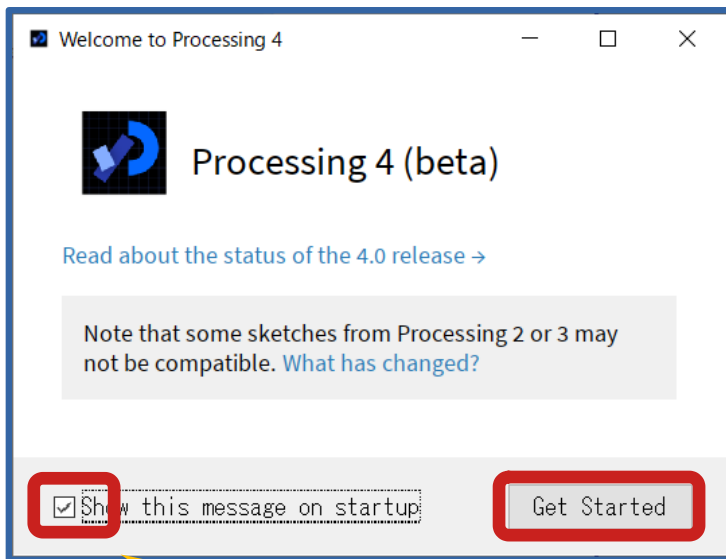 Welcome to Processing 4
Processing 4 (beta)
Read about the status of the 4.0 release →
Note that some sketches from Processing 2 or 3 may
not be compatible. What has changed?
Show this message on startup
Get Started